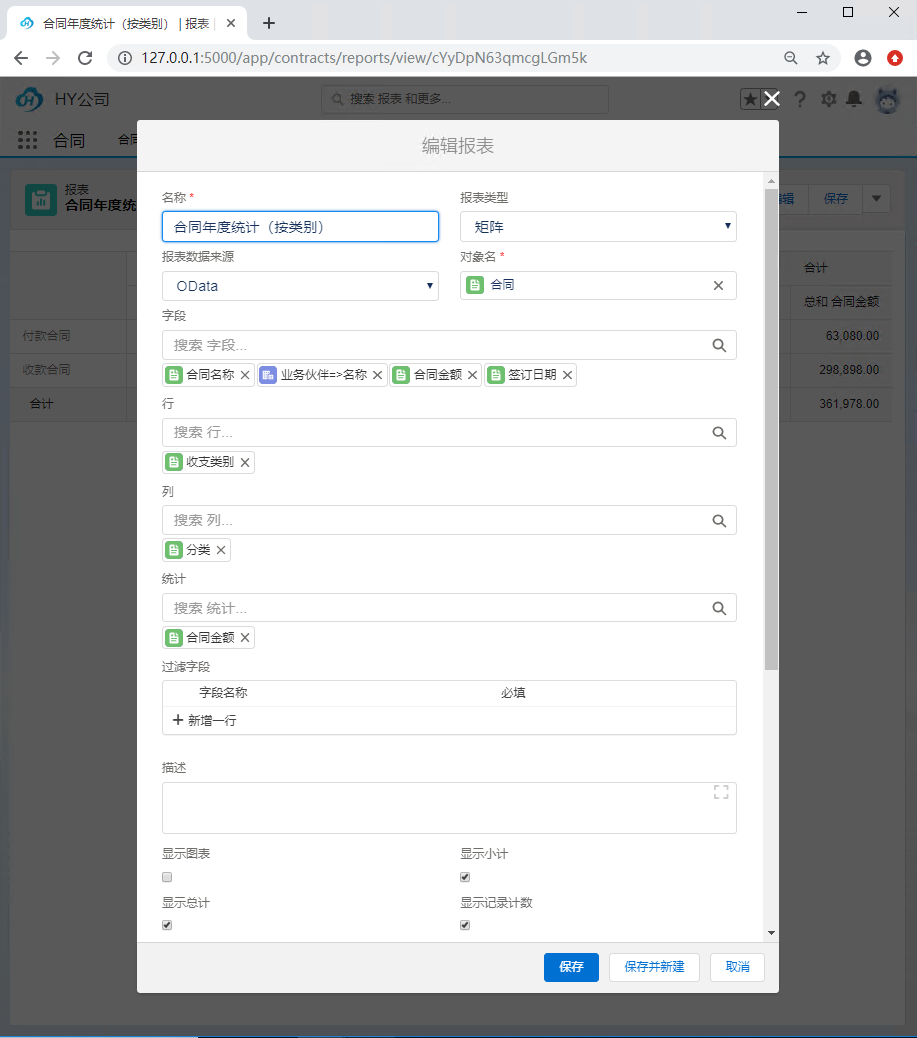 合同年度统计（按类别） | 报表
127.0.0.1:5000/app/contracts/reports/view/cYyDpN63qmcgLGm5k
HY公司
搜索 报表 和更多...
合同
报表
合同年度统
保存
编辑报表
名称 *
报表类型
合同年度统计（按类别）
矩阵
报表数据来源
对象名 *
OData
合同
字段
搜索 字段...
合同名称 业务伙伴=>名称 合同金额 签订日期
行
搜索 行...
收支类别
列
搜索 列...
分类
统计
搜索 统计...
合同金额
过滤字段
字段名称 必填
新增一行
描述
显示图表
显示小计
显示总计
显示记录计数
保存 保存并新建 取消
合计
总和 合同金额
付款合同 63,080.00
收款合同 298,898.00
合计 361,978.00